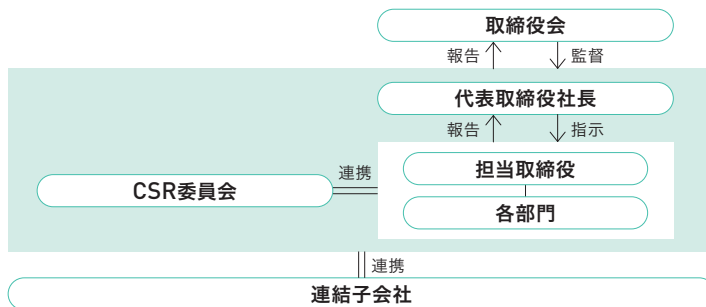 取締役会
報告
監督
代表取締役社長
報告
指示
担当取締役
連携
CSR委員会
各部門
連携
連結子会社